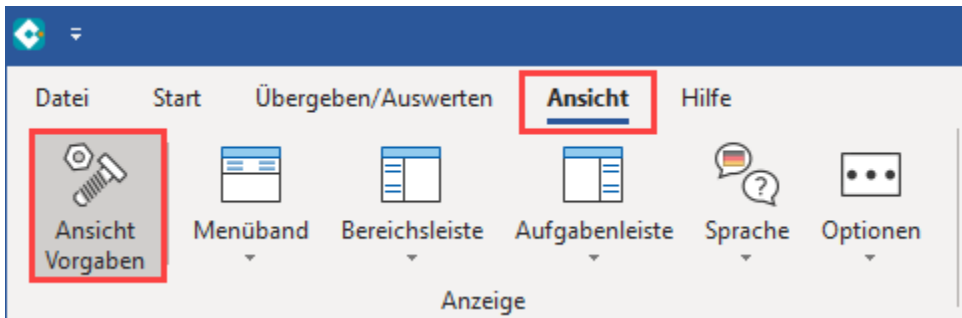 Datei Start Übergeben/Auswerten Ansicht Hilfe
Ansicht Menüband Bereichsleiste Aufgabenleiste Sprache Optionen
Vorgaben
Anzeige